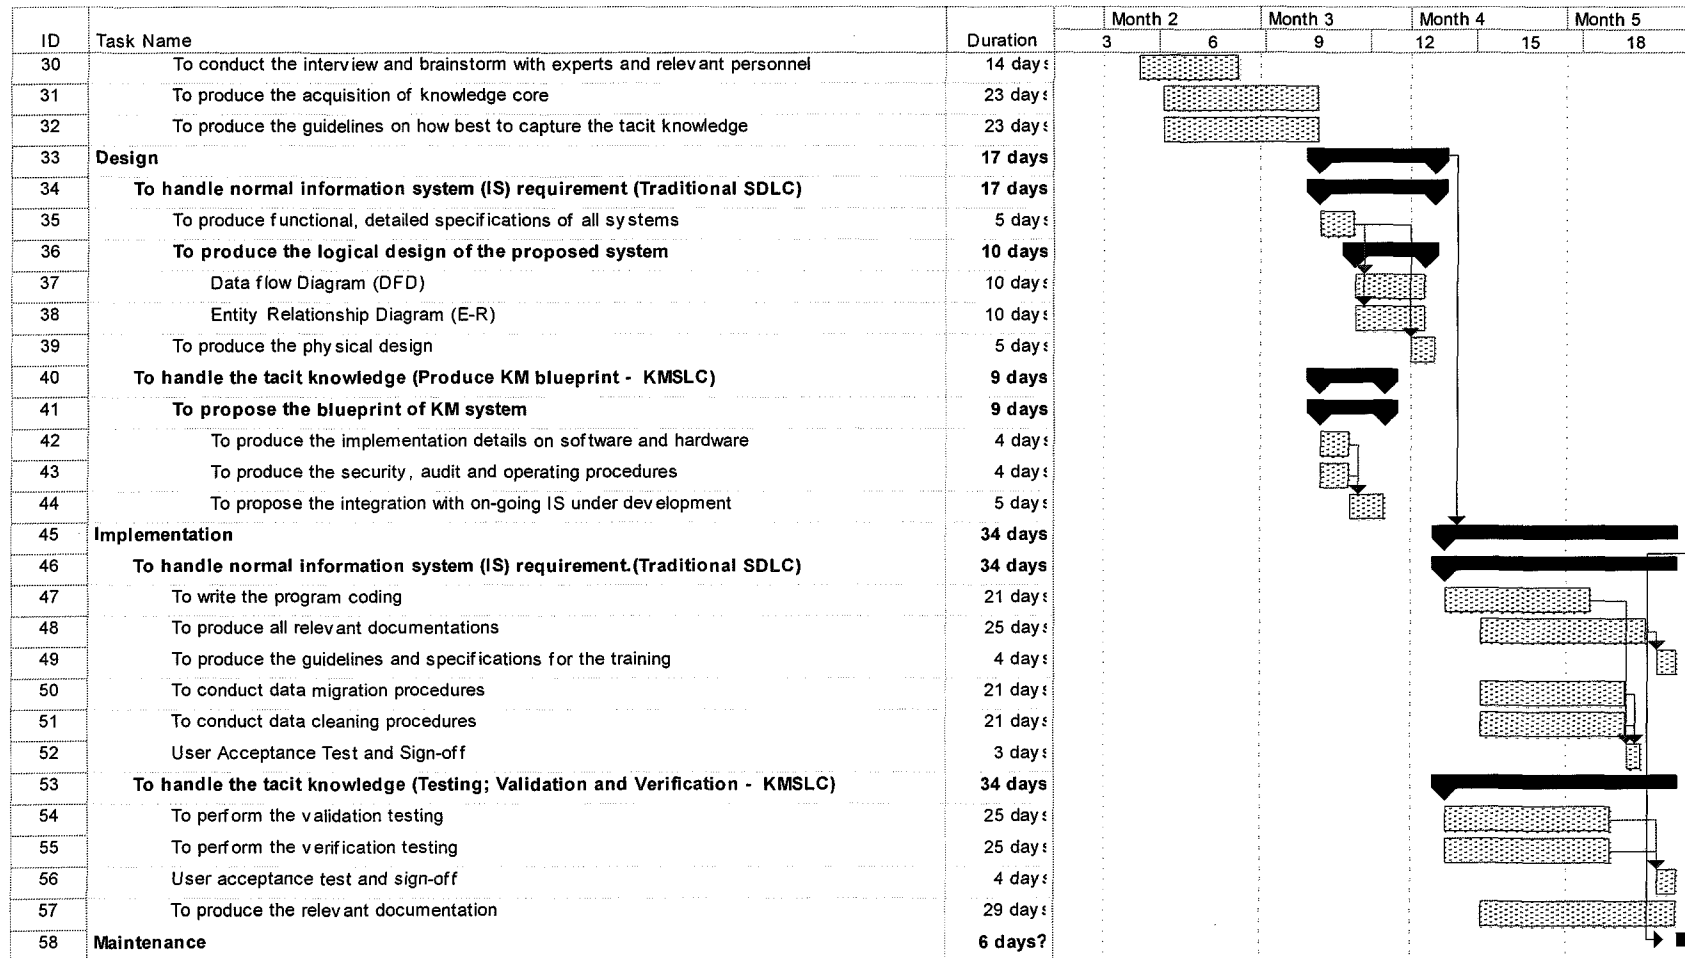 Month 2 Month 3 Month 4 Month 5
ID Task Name Duration 3 6 9 12 15 18
30 To conduct the interview and brainstorm with experts and relevant personnel 14 days
31 To produce the acquisition of knowledge core 23 days
32 To produce the guidelines on how best to capture the tacit knowledge 23 days
33 Design 17 days
34 To handle normal information system (IS) requirement (Traditional SDLC) 17 days
35 To produce functional, detailed specifications of all systems 5 days
36 To produce the logical design of the proposed system 10 days
37 Data flow Diagram (DFD) 10 days
38 Entity Relationship Diagram (E-R) 10 days
39 To produce the physical design 5 days
40 To handle the tacit knowledge (Produce KM blueprint - KMSLC) 9 days
41 To propose the blueprint of KM system 9 days
42 To produce the implementation details on software and hardware 4 days
43 To produce the security, audit and operating procedures 4 days
44 To propose the integration with on-going IS under development 5 days
45 Implementation 34 days
46 To handle normal information system (IS) requirement.(Traditional SDLC) 34 days
47 To write the program coding 21 days
48 To produce all relevant documentations 25 days
49 To produce the guidelines and specifications for the training 4 days
50 To conduct data migration procedures 21 days
51 To conduct data cleaning procedures 21 days
52 User Acceptance Test and Sign-off 3 days
53 To handle the tacit knowledge (Testing; Validation and Verification - KMSLC) 34 days
54 To perform the validation testing 25 days
55 To perform the verification testing 25 days
56 User acceptance test and sign-off 4 days
57 To produce the relevant documentation 29 days
58 Maintenance 6 days?